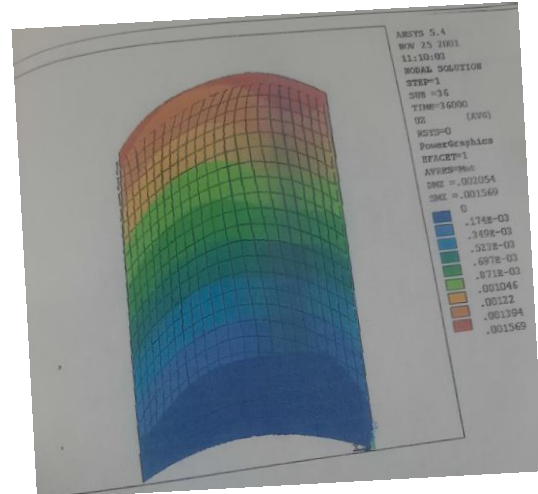 ANSYS 5.4
NOV 25 2001
11:10:03
NODAL SOLUTION
STEP=1
SUB =36
TIME=36000
UZ (AVG)
RSYS=0
PowerGraphics
EFACET=1
AVRES=Mat
DMX =.002054
SMX =.001569
0
.174E-03
.349E-03
.523E-03
.697E-03
.871E-03
.001046
.00122
.001394
.001569